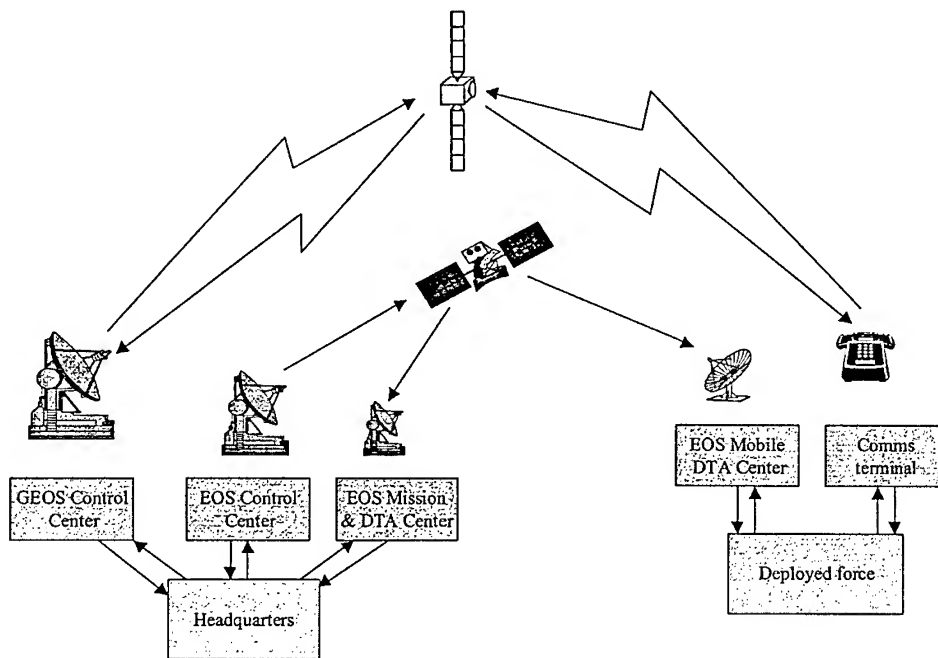 EOS Mobile
DTA Center
Comms
terminal
GEOS Control
Center
EOS Control
Center
EOS Mission
& DTA Center
Deployed force
Headquarters